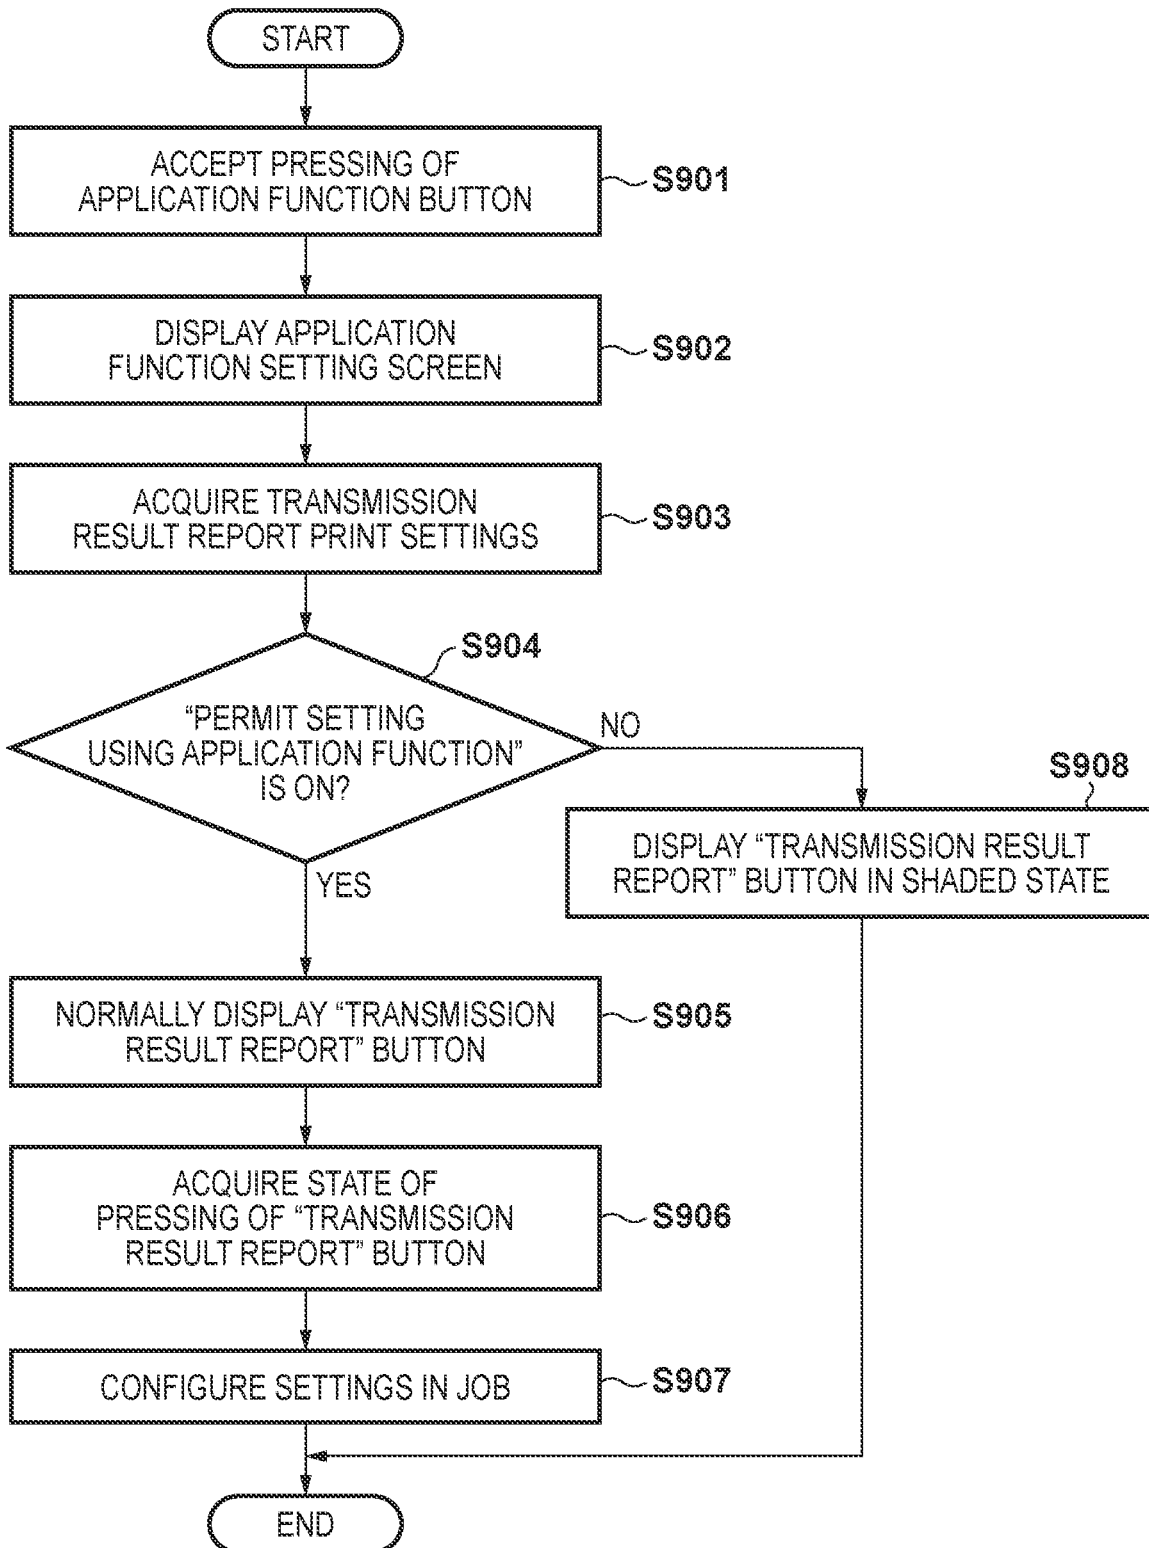 START
ACCEPT PRESSING OF
APPLICATION FUNCTION BUTTON
S901
DISPLAY APPLICATION
FUNCTION SETTING SCREEN
S902
ACQUIRE TRANSMISSION
RESULT REPORT PRINT SETTINGS
S903
S904
“PERMIT SETTING
USING APPLICATION FUNCTION”
IS ON?
NO
YES
S908
DISPLAY “TRANSMISSION RESULT
REPORT” BUTTON IN SHADED STATE
NORMALLY DISPLAY “TRANSMISSION
RESULT REPORT” BUTTON
S905
ACQUIRE STATE OF
PRESSING OF “TRANSMISSION
RESULT REPORT” BUTTON
S906
CONFIGURE SETTINGS IN JOB
S907
END